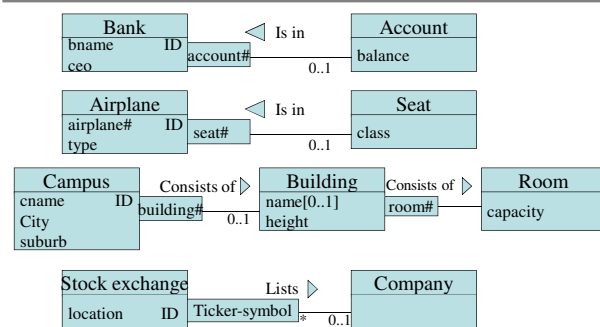 Bank
bname ID
ceo
account#
Is in
0..1
Account
balance
Airplane
airplane# ID
type
seat#
Is in
0..1
Seat
class
Campus
cname ID
City
suburb
building#
Consists of
0..1
Building
name[0..1]
height
room#
Consists of
Room
capacity
Stock exchange
location ID
Ticker-symbol
Lists
*
0..1
Company